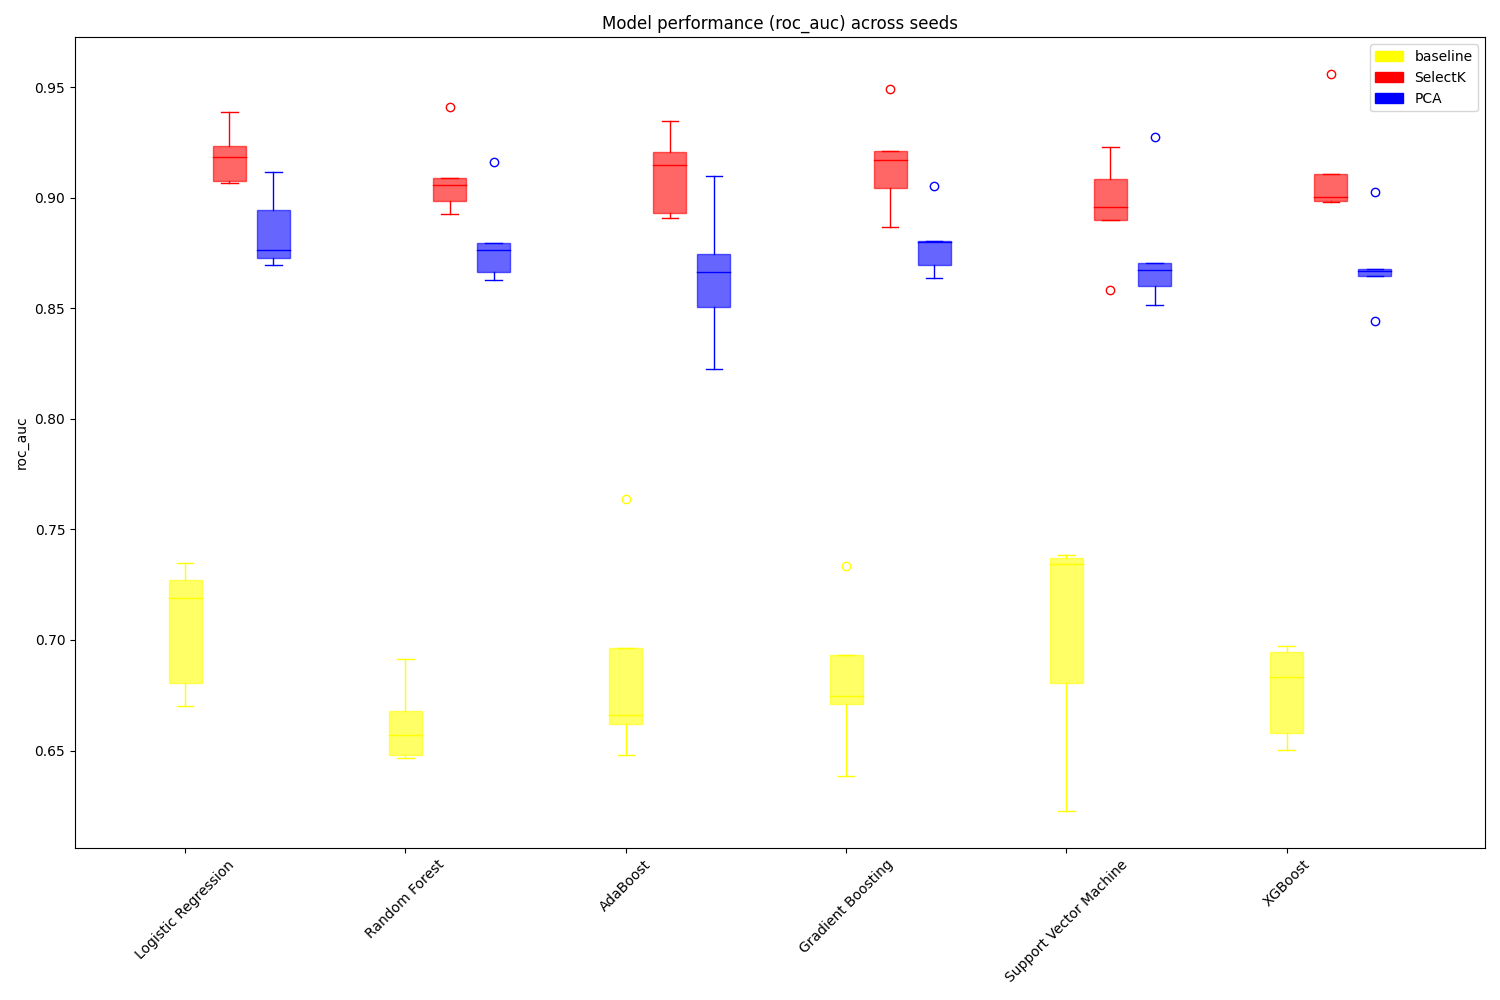 Model performance (roc_auc) across seeds
baseline
SelectK
PCA
roc_auc
0.95
0.90
0.85
0.80
0.75
0.70
0.65
Logistic Regression
Random Forest
AdaBoost
Gradient Boosting
Support Vector Machine
XGBoost